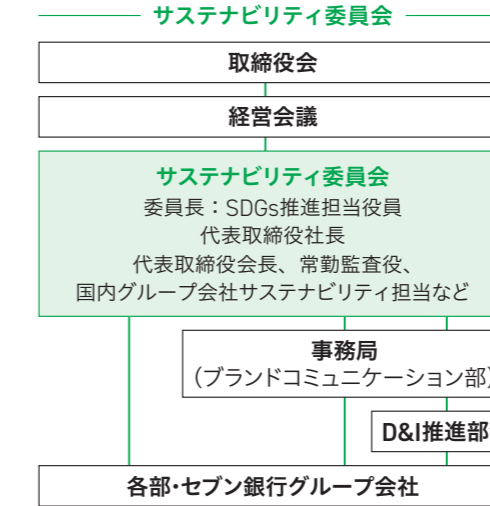 サステナビリティ委員会
取締役会
経営会議
サステナビリティ委員会
委員長：SDGs推進担当役員
代表取締役社長
代表取締役会長、常勤監査役、
国内グループ会社サステナビリティ担当など
事務局
（ブランドコミュニケーション部）
D&I推進部
各部・セブン銀行グループ会社